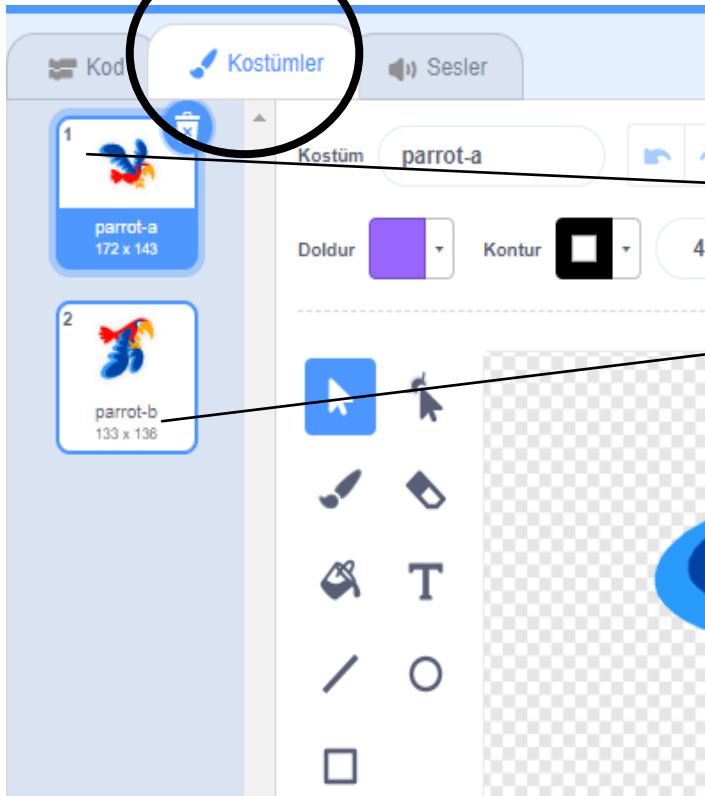 Kod
Kostümler
Sesler
1
parrot-a
172 x 143
2
parrot-b
133 x 136
Kostüm
parrot-a
Doldur
Kontur
4
T